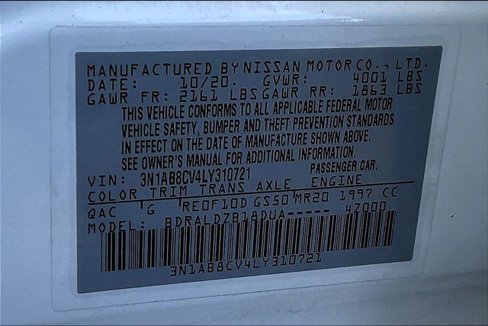 MANUFACTURED BY NISSAN MOTOR CO., LTD.
DATE: 10/20 GVWR: 4001 LBS
GAWR FR: 2161 LBS GAWR RR: 1863 LBS
THIS VEHICLE CONFORMS TO ALL APPLICABLE FEDERAL MOTOR
VEHICLE SAFETY, BUMPER AND THEFT PREVENTION STANDARDS
IN EFFECT ON THE DATE OF MANUFACTURE SHOWN ABOVE.
SEE OWNER'S MANUAL FOR ADDITIONAL INFORMATION.
VIN: 3N1AB8CV4LY310721 PASSENGER CAR.
COLOR TRIM TRANS AXLE ENGINE
QAC G RE0F10D GS50 MR20 1997 CC
MODEL: BDRALDZB18DUA----- 47000
3N1AB8CV4LY310721